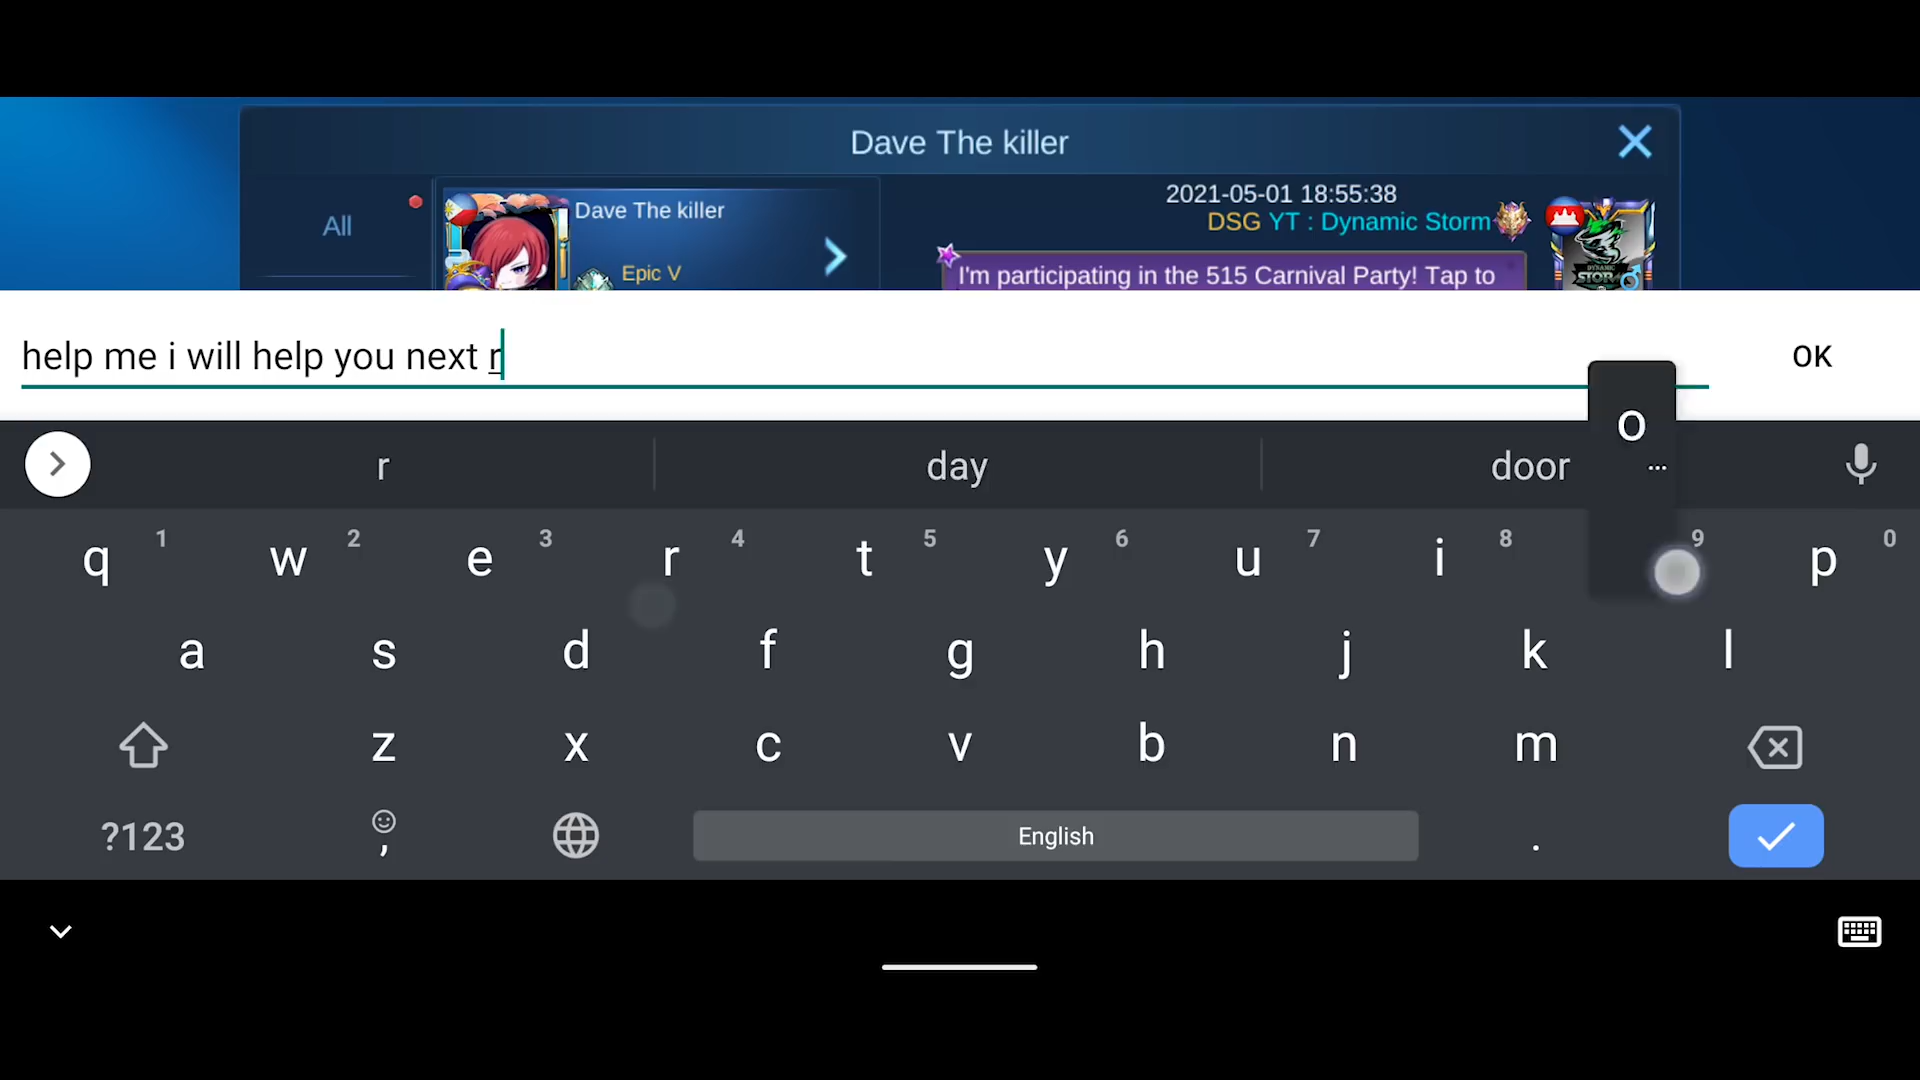 Dave The killer
All
Dave The killer
Epic V
2021-05-01 18:55:38
DSG YT : Dynamic Storm
I'm participating in the 515 Carnival Party! Tap to
DYNAMIC
STORM
help me i will help you next r
OK
o
...
r day door
q 1 w 2 e 3 r 4 t 5 y 6 u 7 i 8 9 p 0
a s d f g h j k l
z x c v b n m
?123 , English .